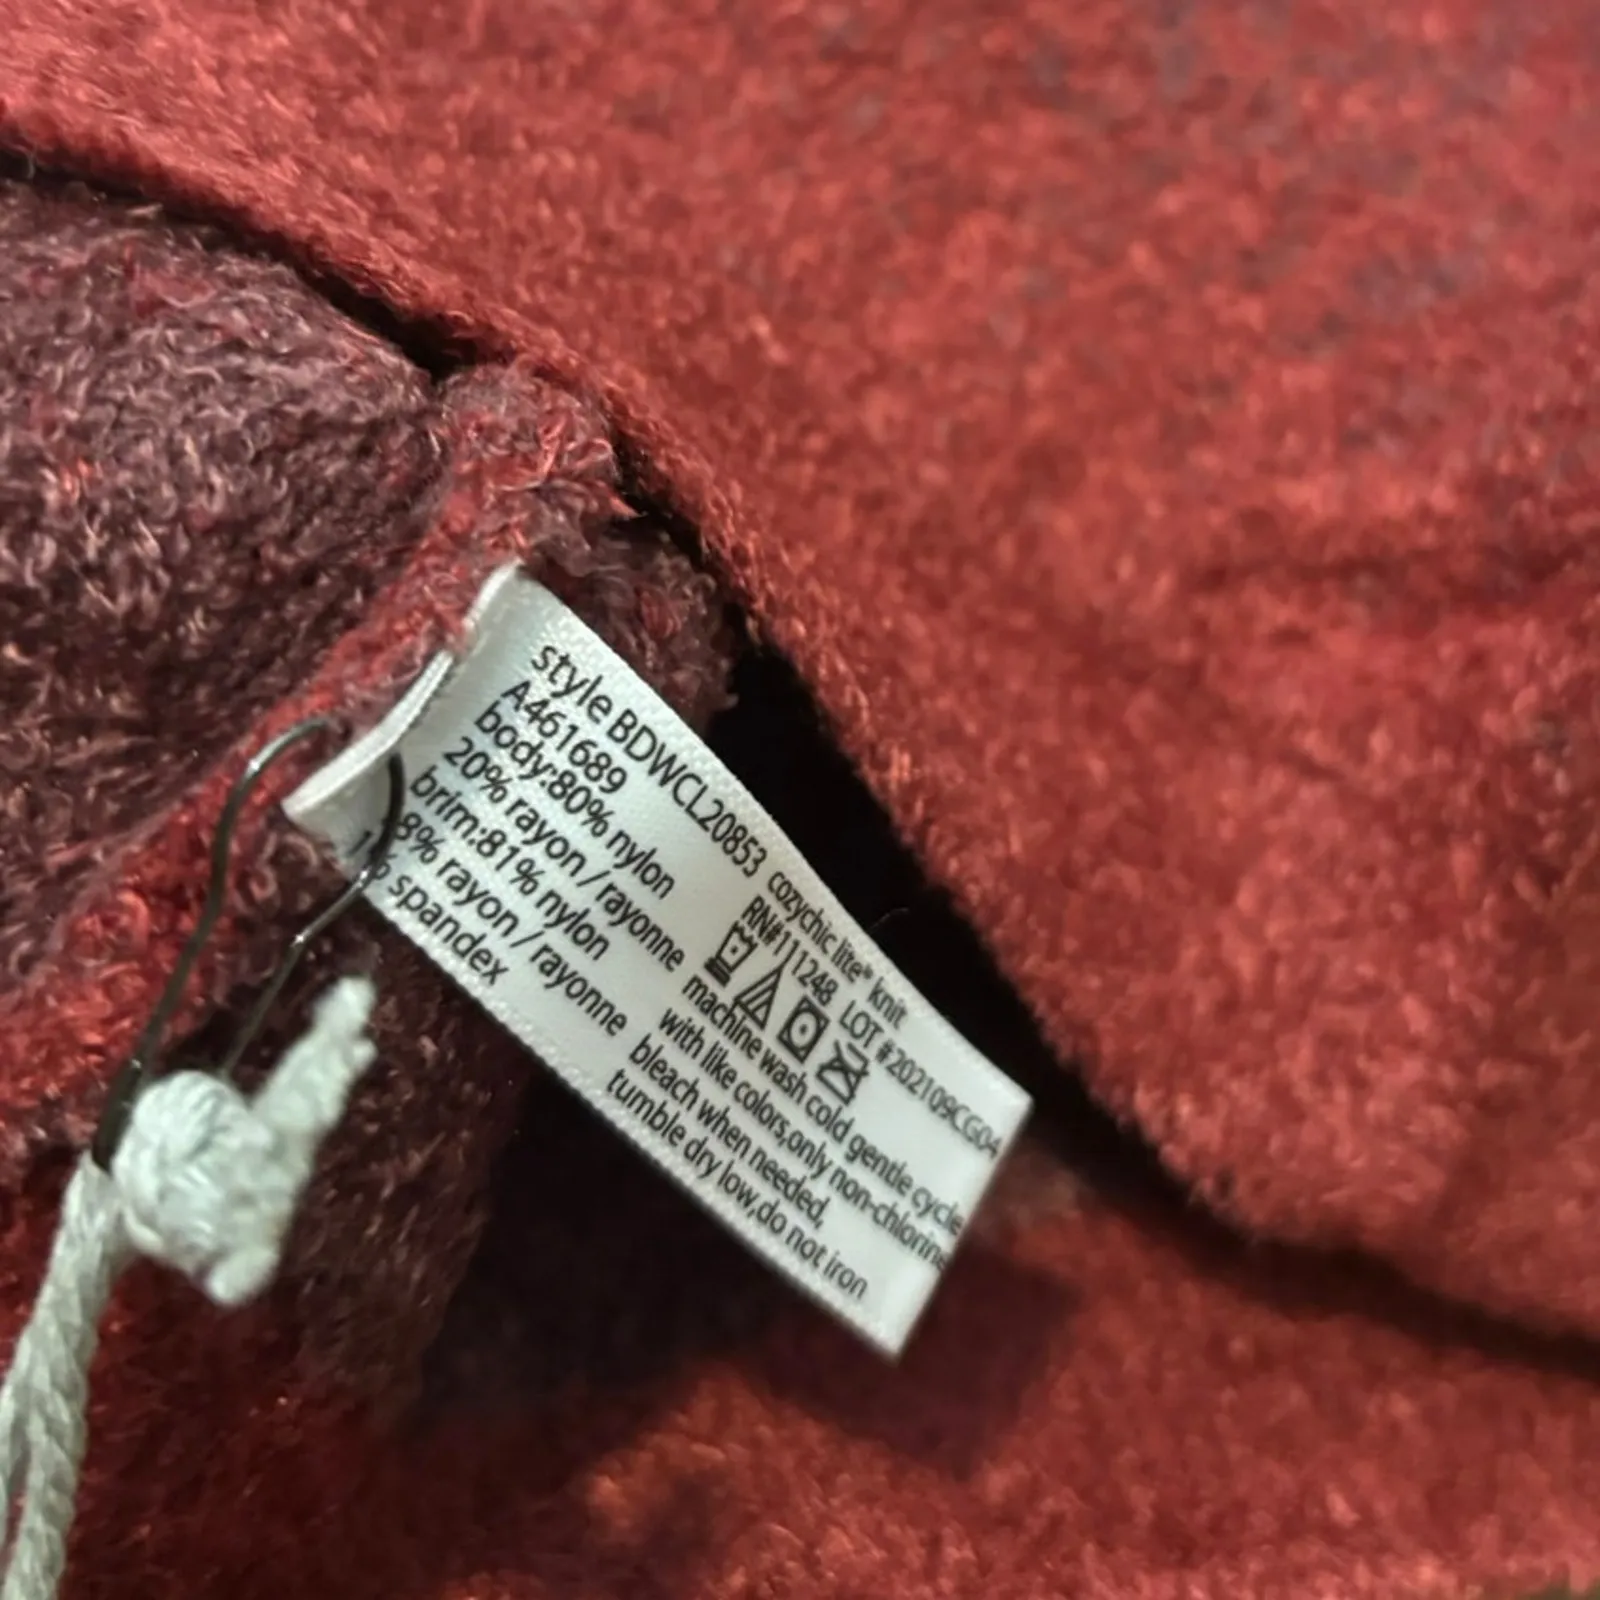 style BDWCL20853
A461689
body:80% nylon
20% rayon / rayonne
brim:81% nylon
18% rayon / rayonne
1% spandex
cozychic lite® knit
RN#111248 LOT #202109CG04
machine wash cold gentle cycle
with like colors,only non-chlorine
bleach when needed,
tumble dry low,do not iron